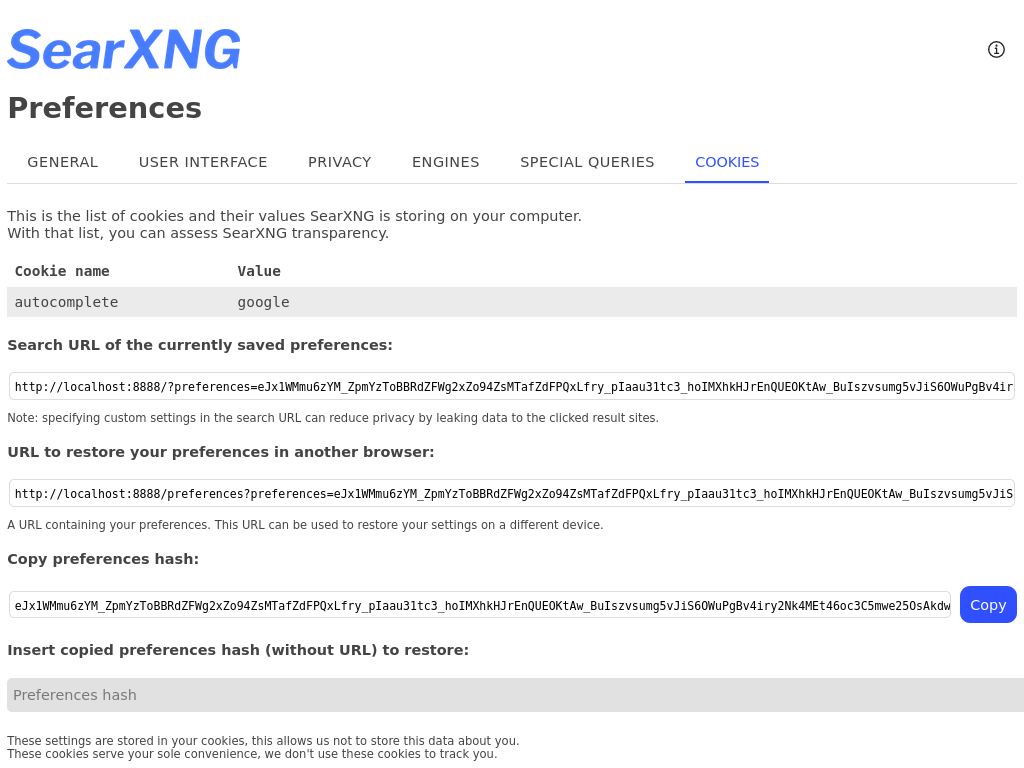 SearXNG
Preferences
GENERAL USER INTERFACE PRIVACY ENGINES SPECIAL QUERIES COOKIES
This is the list of cookies and their values SearXNG is storing on your computer.
With that list, you can assess SearXNG transparency.
Cookie name Value
autocomplete google
Search URL of the currently saved preferences:
http://localhost:8888/?preferences=eJx1WMmu6zYM_ZpmYzToBBRdZFWg2xZo94ZsMTafZdFPQxLfry_pIaau31tc3_hoIMXhkHJrEnQUEOKtAw_BuIszvsumg5vJiS6OWuPgBv4ir
Note: specifying custom settings in the search URL can reduce privacy by leaking data to the clicked result sites.
URL to restore your preferences in another browser:
http://localhost:8888/preferences?preferences=eJx1WMmu6zYM_ZpmYzToBBRdZFWg2xZo94ZsMTafZdFPQxLfry_pIaau31tc3_hoIMXhkHJrEnQUEOKtAw_BuIszvsumg5vJiS
A URL containing your preferences. This URL can be used to restore your settings on a different device.
Copy preferences hash:
eJx1WMmu6zYM_ZpmYzToBBRdZFWg2xZo94ZsMTafZdFPQxLfry_pIaau31tc3_hoIMXhkHJrEnQUEOKtAw_BuIszvsumg5vJiS6OWuPgBv4iry2Nk4MEt46oc3C5mwe25OsAkdw
Copy
Insert copied preferences hash (without URL) to restore:
Preferences hash
These settings are stored in your cookies, this allows us not to store this data about you.
These cookies serve your sole convenience, we don't use these cookies to track you.